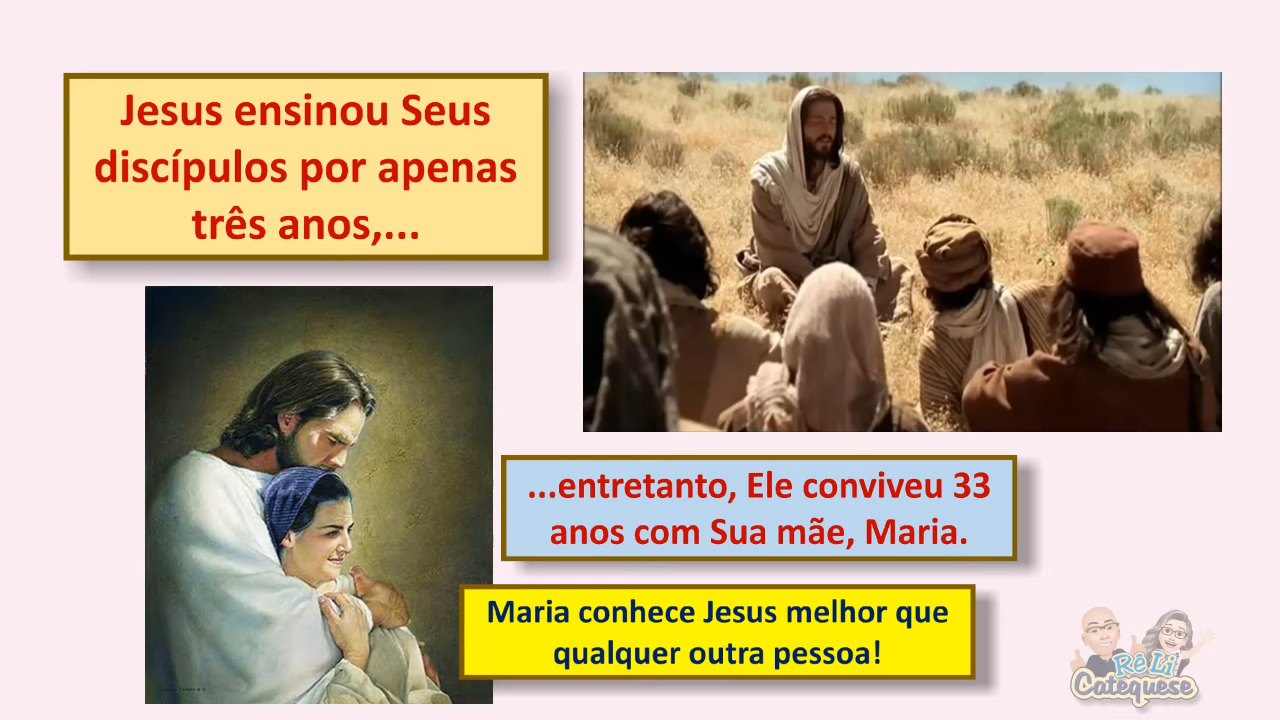 Jesus ensinou Seus
discípulos por apenas
três anos,...
...entretanto, Ele conviveu 33
anos com Sua mãe, Maria.
Maria conhece Jesus melhor que
qualquer outra pessoa!
Rê Li
Catequese